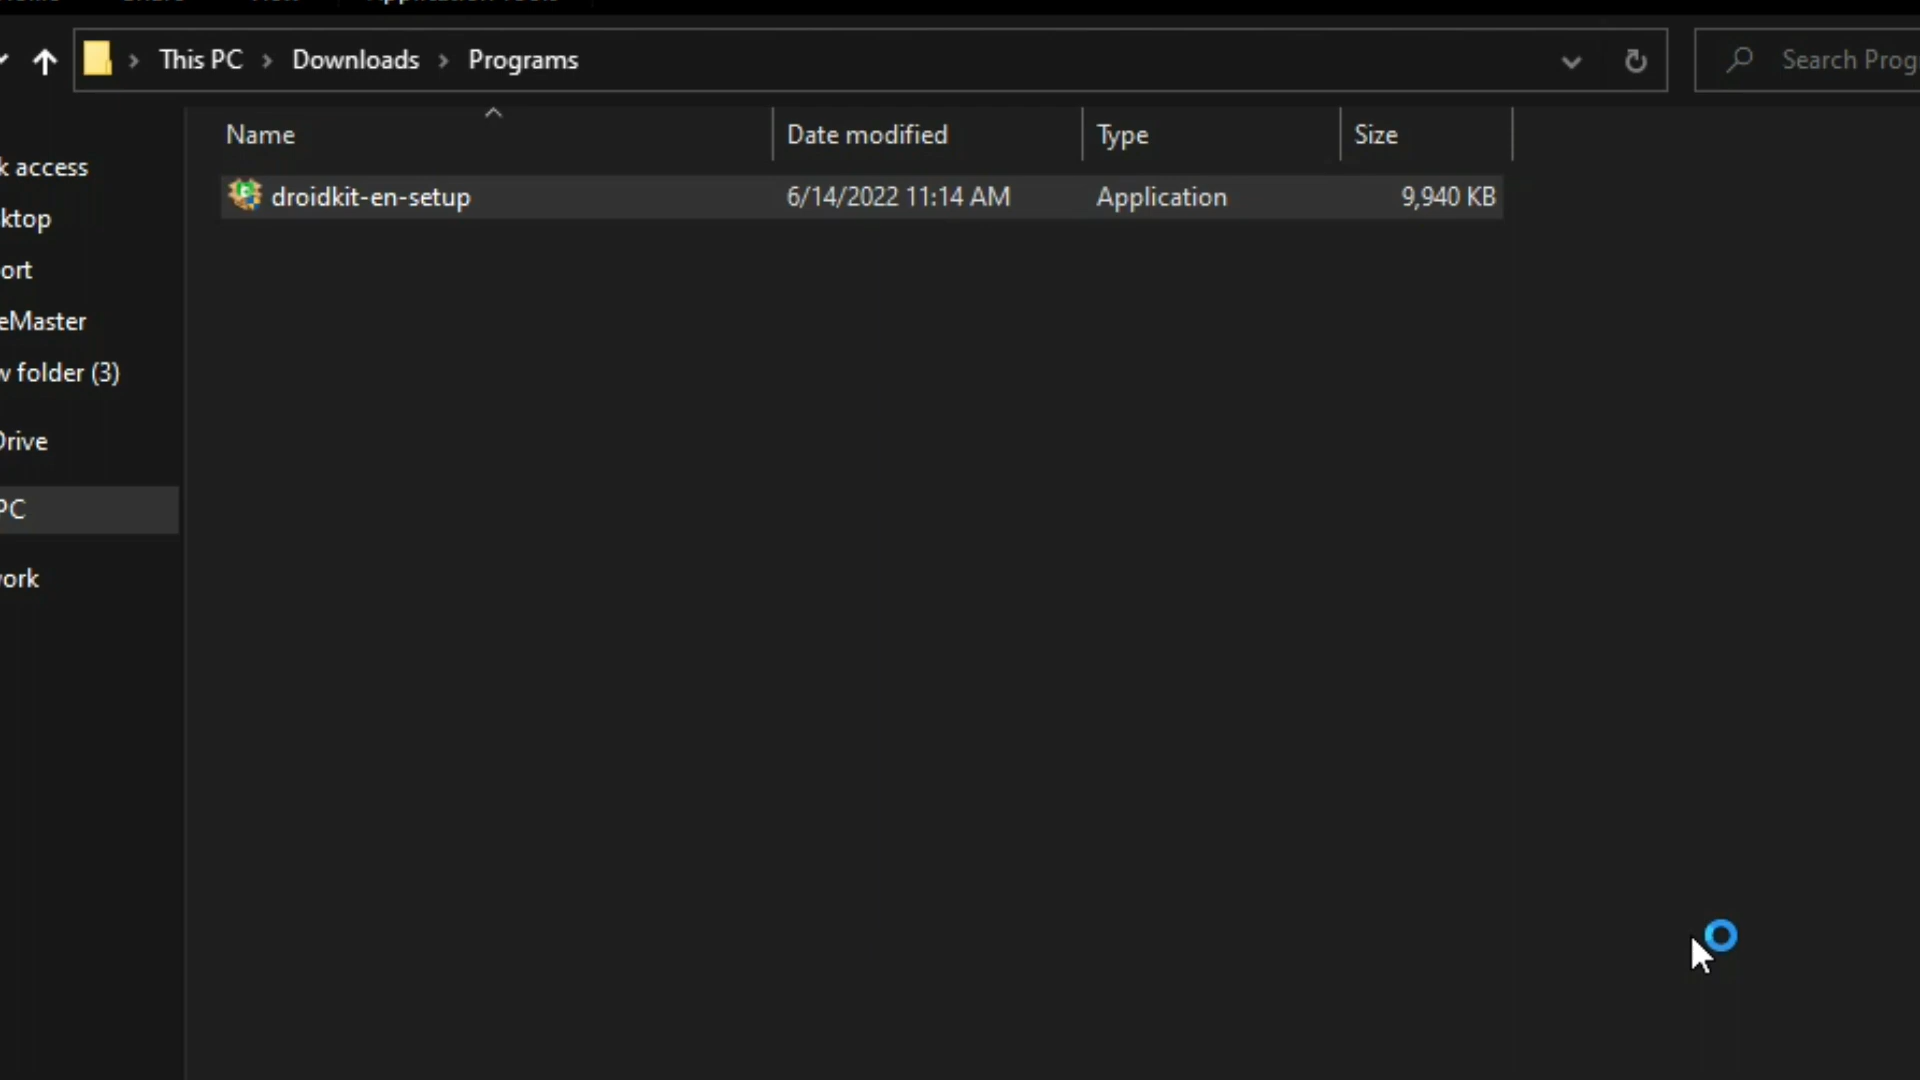 This PC > Downloads > Programs
Search Prog
Name
Date modified
Type
Size
droidkit-en-setup
6/14/2022 11:14 AM
Application
9,940 KB
k access
ktop
ort
eMaster
w folder (3)
Drive
PC
ork